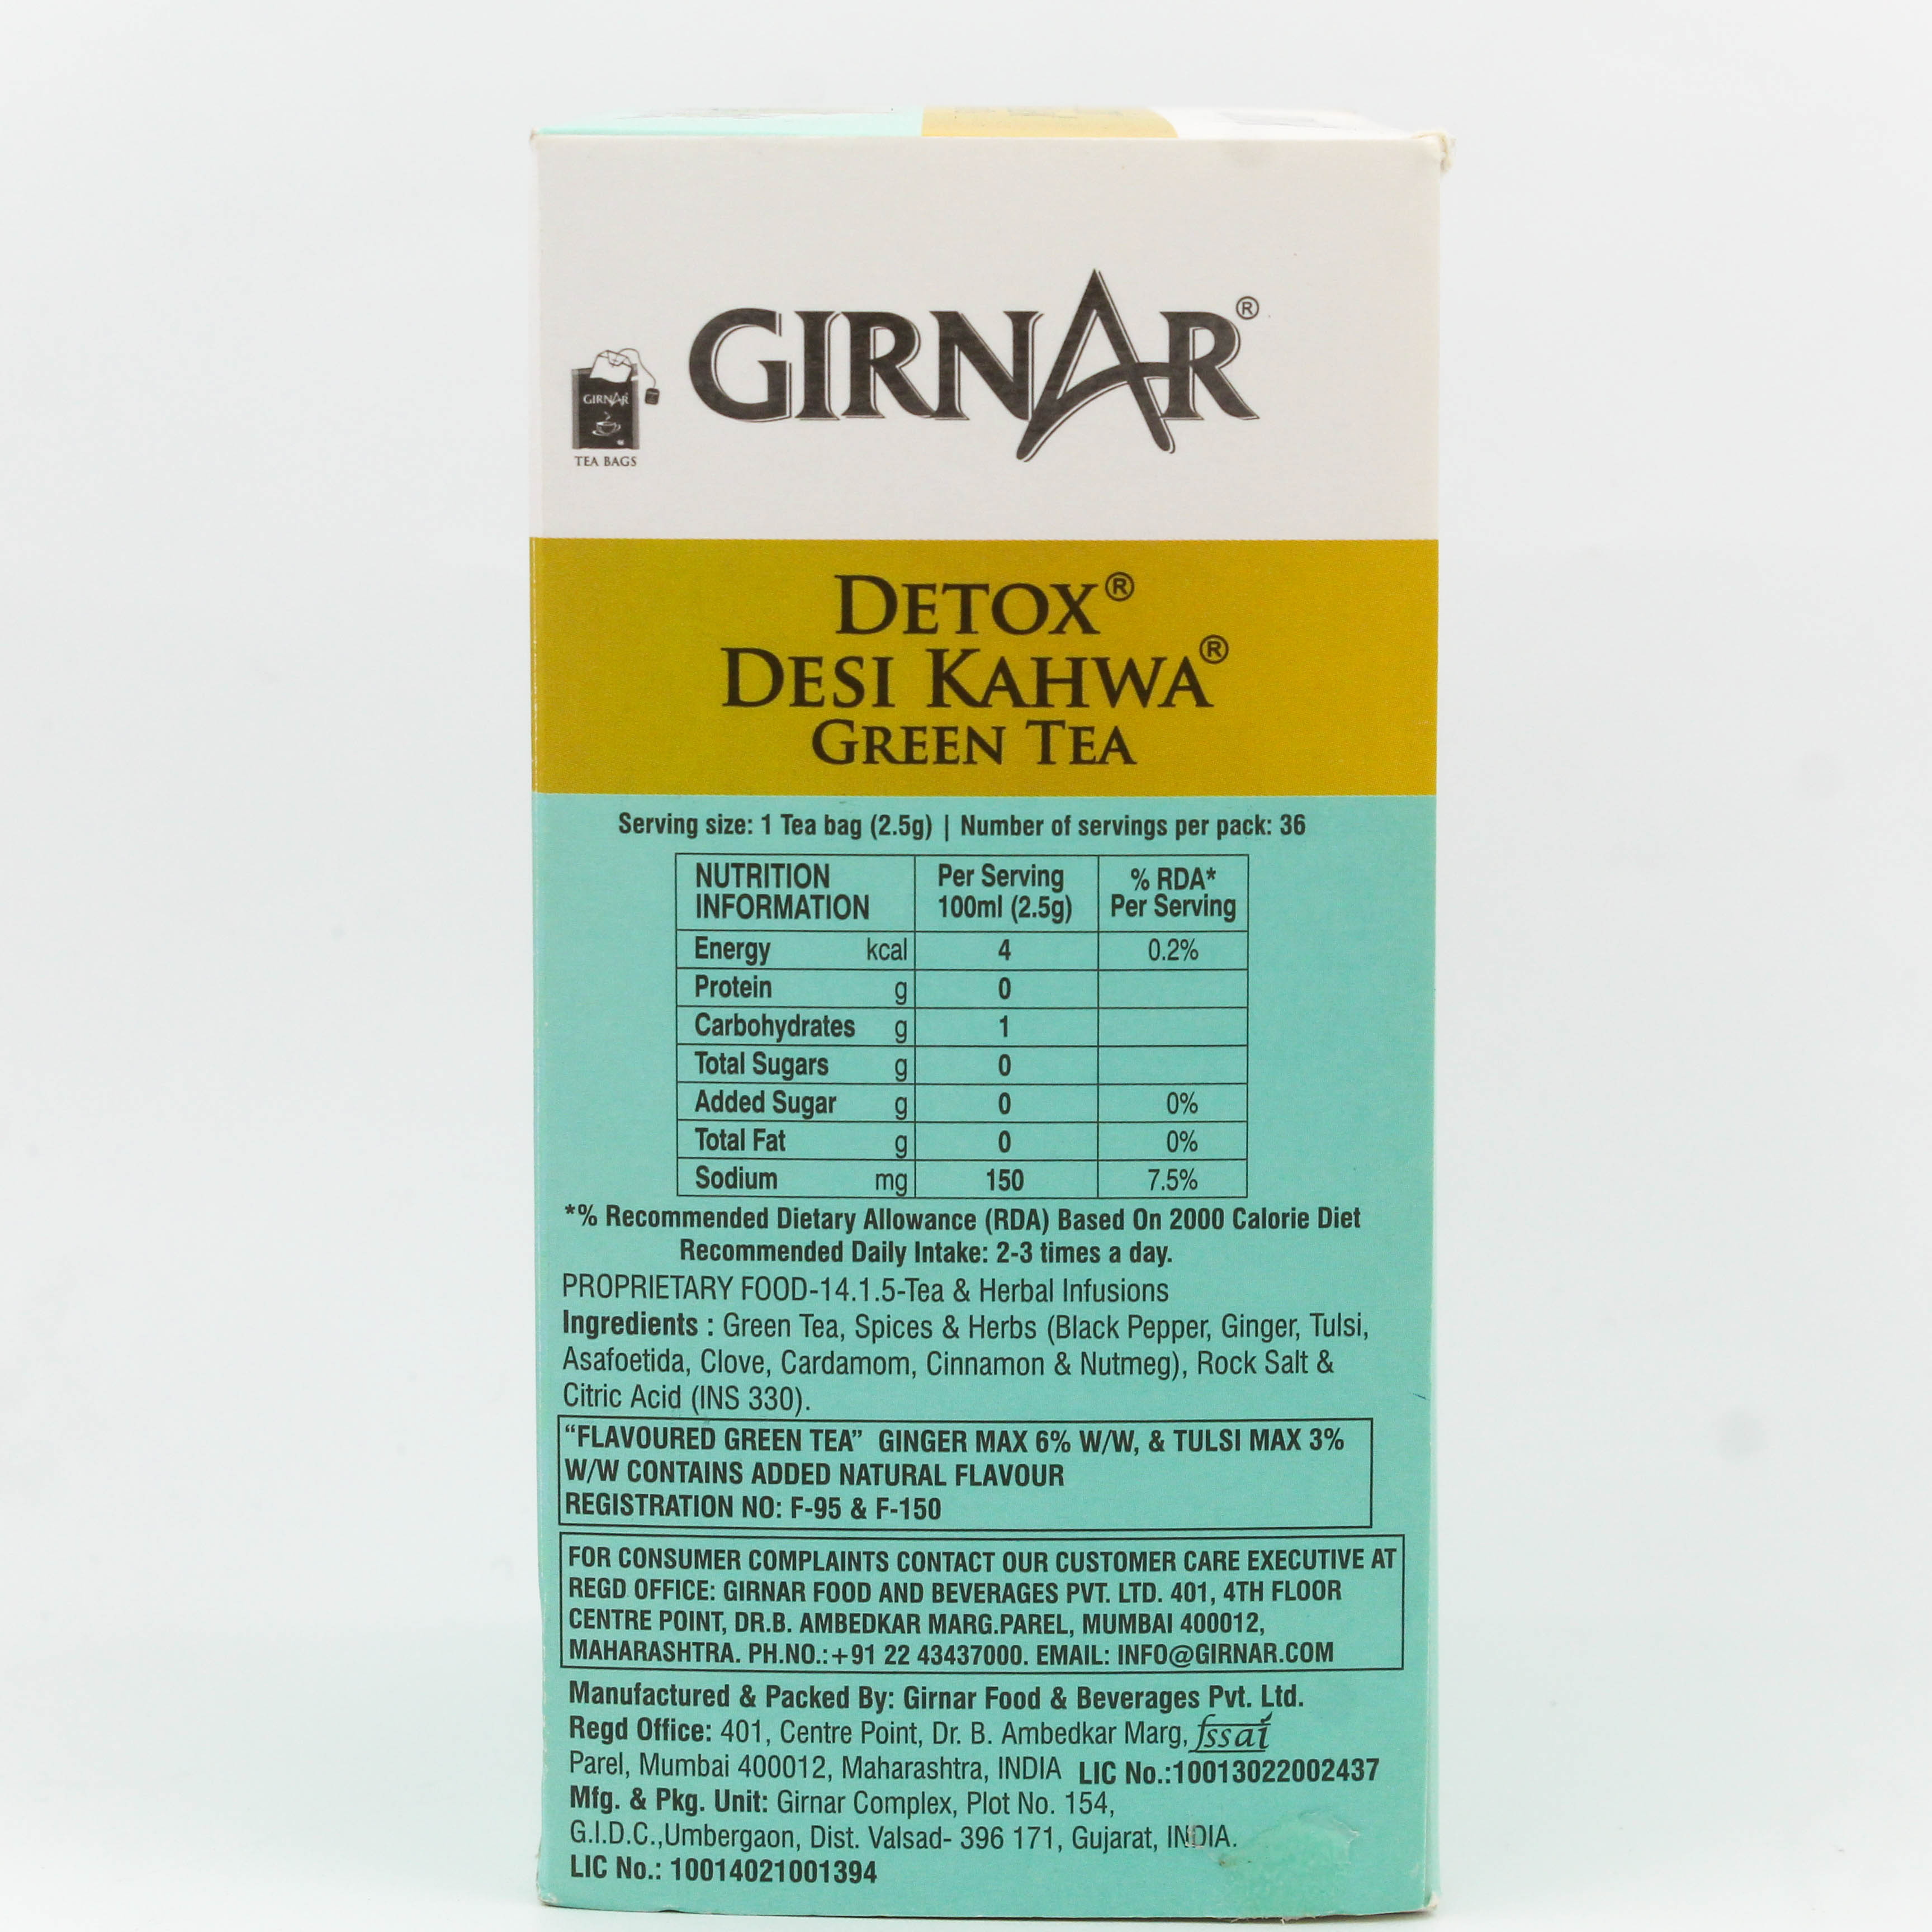 GIRNAR®
GIRNAR
TEA BAGS
DETOX®
DESI KAHWA®
GREEN TEA
Serving size: 1 Tea bag (2.5g) | Number of servings per pack: 36
NUTRITION INFORMATION Per Serving 100ml (2.5g) % RDA* Per Serving
Energy kcal 4 0.2%
Protein g 0
Carbohydrates g 1
Total Sugars g 0
Added Sugar g 0 0%
Total Fat g 0 0%
Sodium mg 150 7.5%
*% Recommended Dietary Allowance (RDA) Based On 2000 Calorie Diet
Recommended Daily Intake: 2-3 times a day.
PROPRIETARY FOOD-14.1.5-Tea & Herbal Infusions
Ingredients : Green Tea, Spices & Herbs (Black Pepper, Ginger, Tulsi,
Asafoetida, Clove, Cardamom, Cinnamon & Nutmeg), Rock Salt &
Citric Acid (INS 330).
“FLAVOURED GREEN TEA” GINGER MAX 6% W/W, & TULSI MAX 3%
W/W CONTAINS ADDED NATURAL FLAVOUR
REGISTRATION NO: F-95 & F-150
FOR CONSUMER COMPLAINTS CONTACT OUR CUSTOMER CARE EXECUTIVE AT
REGD OFFICE: GIRNAR FOOD AND BEVERAGES PVT. LTD. 401, 4TH FLOOR
CENTRE POINT, DR.B. AMBEDKAR MARG.PAREL, MUMBAI 400012,
MAHARASHTRA. PH.NO.:+91 22 43437000. EMAIL: INFO@GIRNAR.COM
Manufactured & Packed By: Girnar Food & Beverages Pvt. Ltd.
Regd Office: 401, Centre Point, Dr. B. Ambedkar Marg, fssai
Parel, Mumbai 400012, Maharashtra, INDIA LIC No.:10013022002437
Mfg. & Pkg. Unit: Girnar Complex, Plot No. 154,
G.I.D.C.,Umbergaon, Dist. Valsad- 396 171, Gujarat, INDIA.
LIC No.: 10014021001394